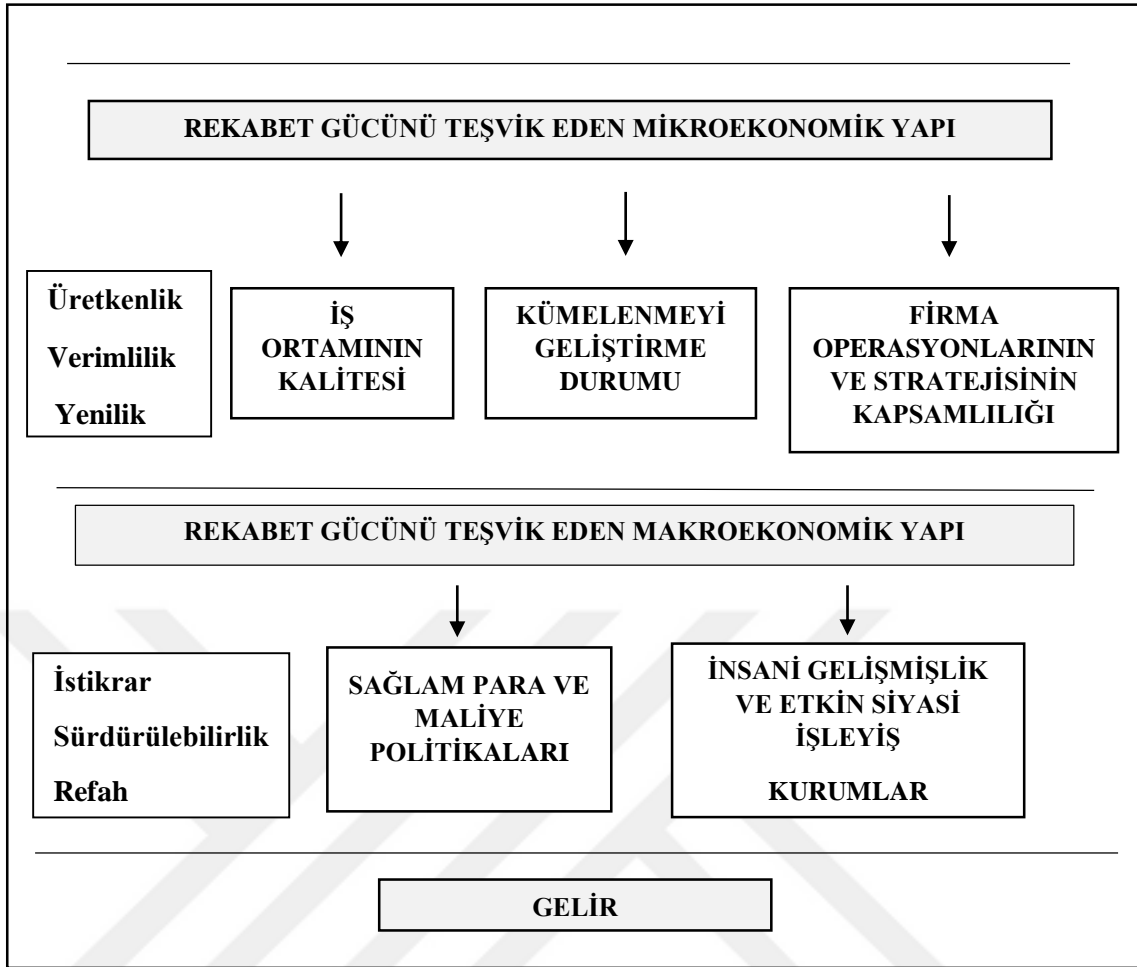 REKABET GÜCÜNÜ TEŞVİK EDEN MİKROEKONOMİK YAPI
Üretkenlik
Verimlilik
Yenilik
İŞ
ORTAMININ
KALİTESİ
KÜMELENMEYİ
GELİŞTİRME
DURUMU
FİRMA
OPERASYONLARININ
VE STRATEJİSİNİN
KAPSAMLILIĞI
REKABET GÜCÜNÜ TEŞVİK EDEN MAKROEKONOMİK YAPI
İstikrar
Sürdürülebilirlik
Refah
SAĞLAM PARA VE
MALİYE
POLİTİKALARI
İNSANİ GELİŞMİŞLİK
VE ETKİN SİYASİ
İŞLEYİŞ
KURUMLAR
GELİR